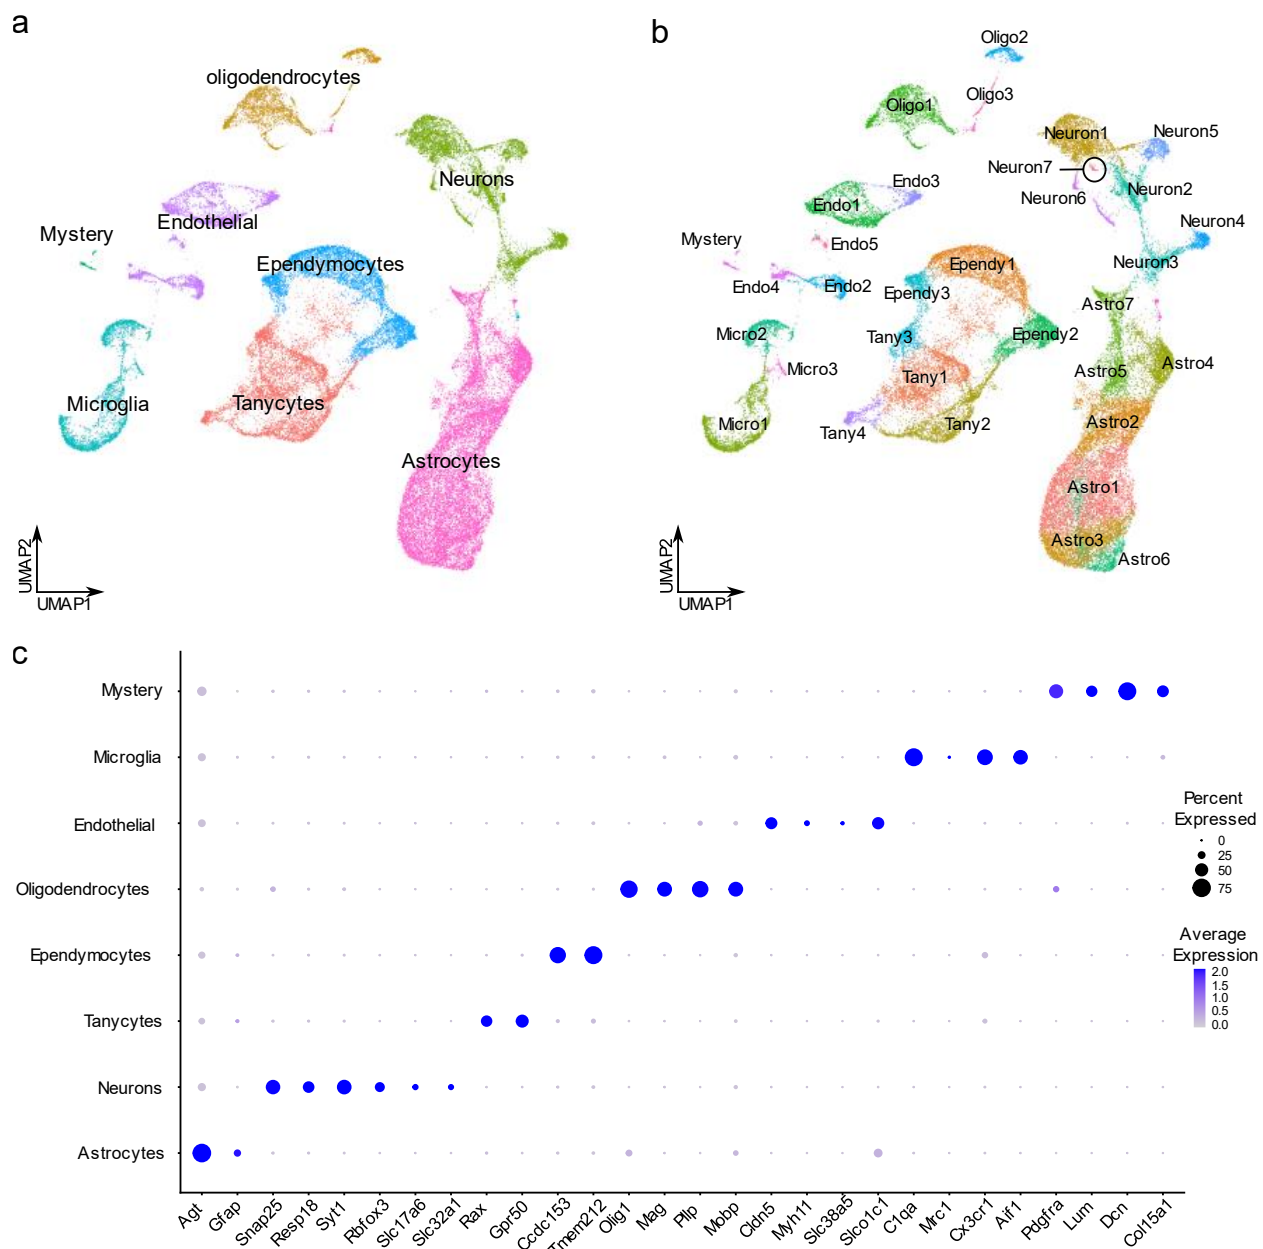 a
oligodendrocytes
Neurons
Endothelial
Mystery
Ependymocytes
Microglia
Tanycytes
Astrocytes
UMAP2
UMAP1
b
Oligo2
Oligo1
Oligo3
Neuron1
Neuron5
Neuron7
Neuron6
Neuron2
Endo3
Endo1
Neuron4
Mystery
Endo5
Ependy1
Neuron3
Endo4
Endo2
Ependy3
Astro7
Micro2
Tany3
Ependy2
Micro3
Tany1
Astro5
Astro4
Micro1
Tany4
Tany2
Astro2
Astro1
Astro3
Astro6
UMAP2
UMAP1
c
Mystery
Microglia
Endothelial
Oligodendrocytes
Ependymocytes
Tanycytes
Neurons
Astrocytes
Agt
Gfap
Snap25
Resp18
Syt1
Rbfox3
Slc17a6
Slc32a1
Rax
Gpr50
Ccdc153
Tmem212
Olig1
Mag
Pllp
Mobp
Cldn5
Myh11
Slc38a5
Slco1c1
C1qa
Mrc1
Cx3cr1
Aif1
Pdgfra
Lum
Dcn
Col15a1
Percent
Expressed
0
25
50
75
Average
Expression
2.0
1.5
1.0
0.5
0.0